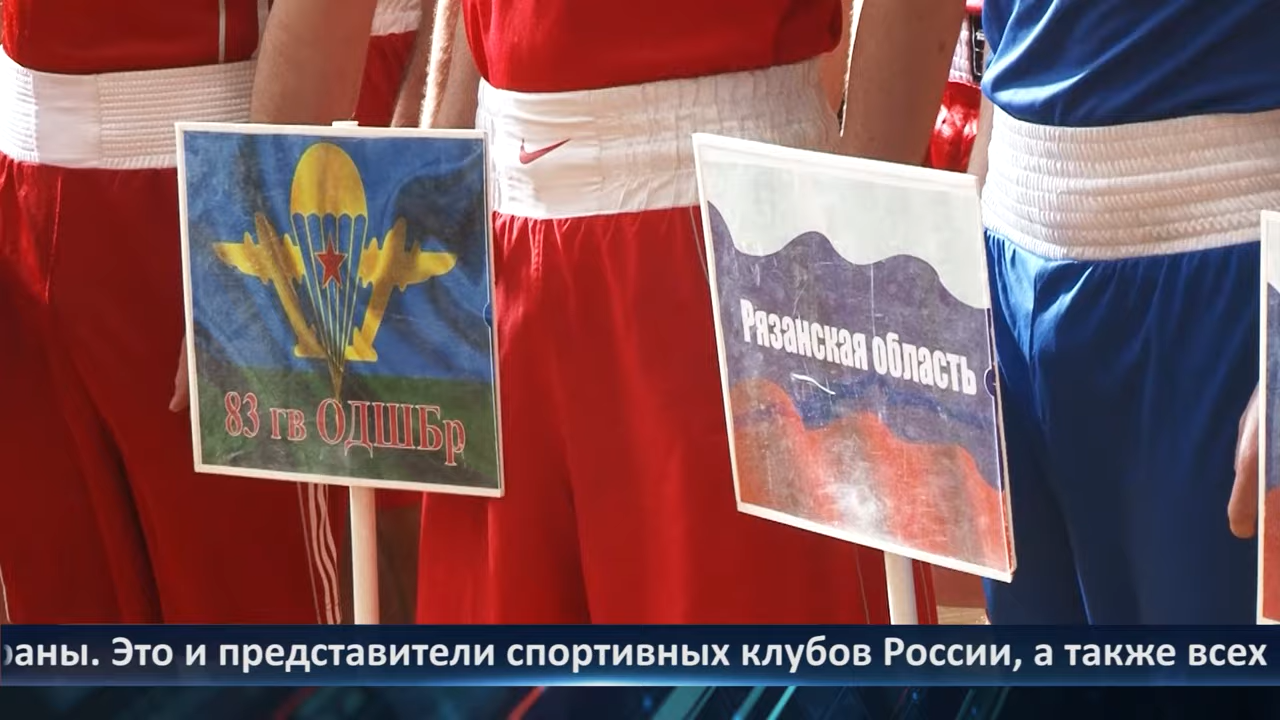 83 гв ОДШБр
Рязанская область
раны. Это и представители спортивных клубов России, а также всех